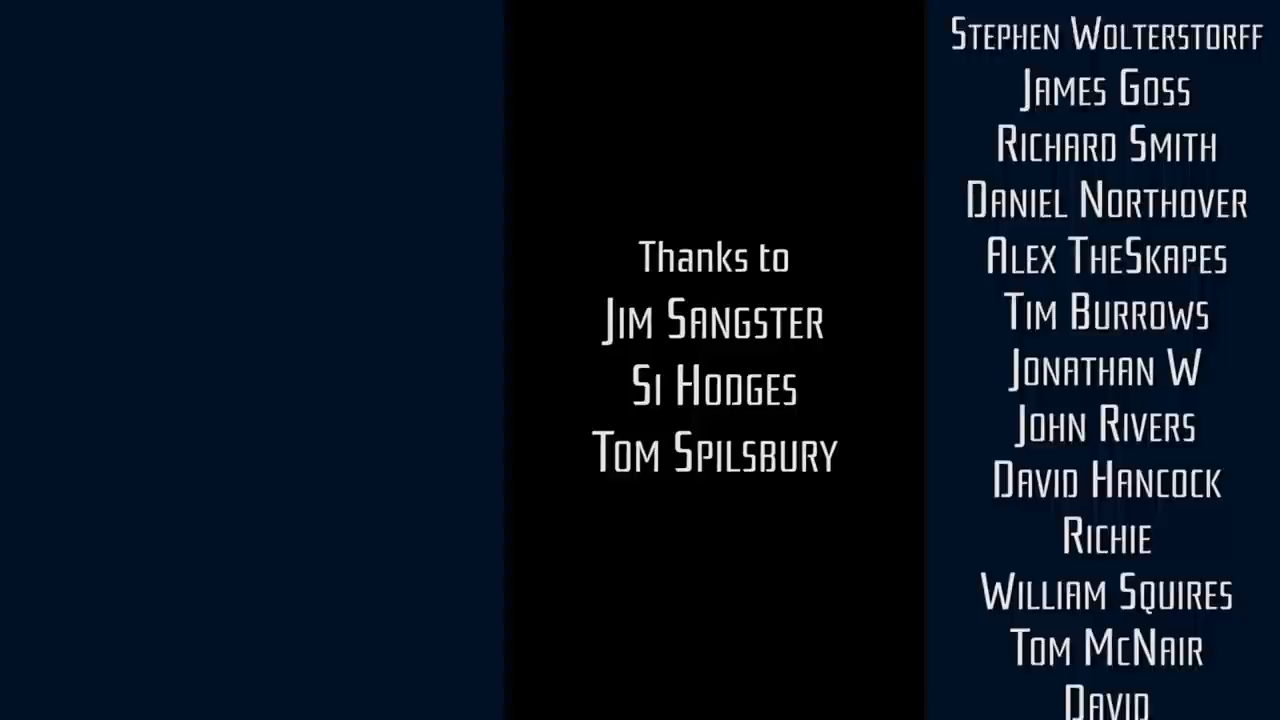 Thanks to
Jim Sangster
Si Hodges
Tom Spilsbury
Stephen Wolterstorff
James Goss
Richard Smith
Daniel Northover
Alex TheSkapes
Tim Burrows
Jonathan W
John Rivers
David Hancock
Richie
William Squires
Tom McNair
David